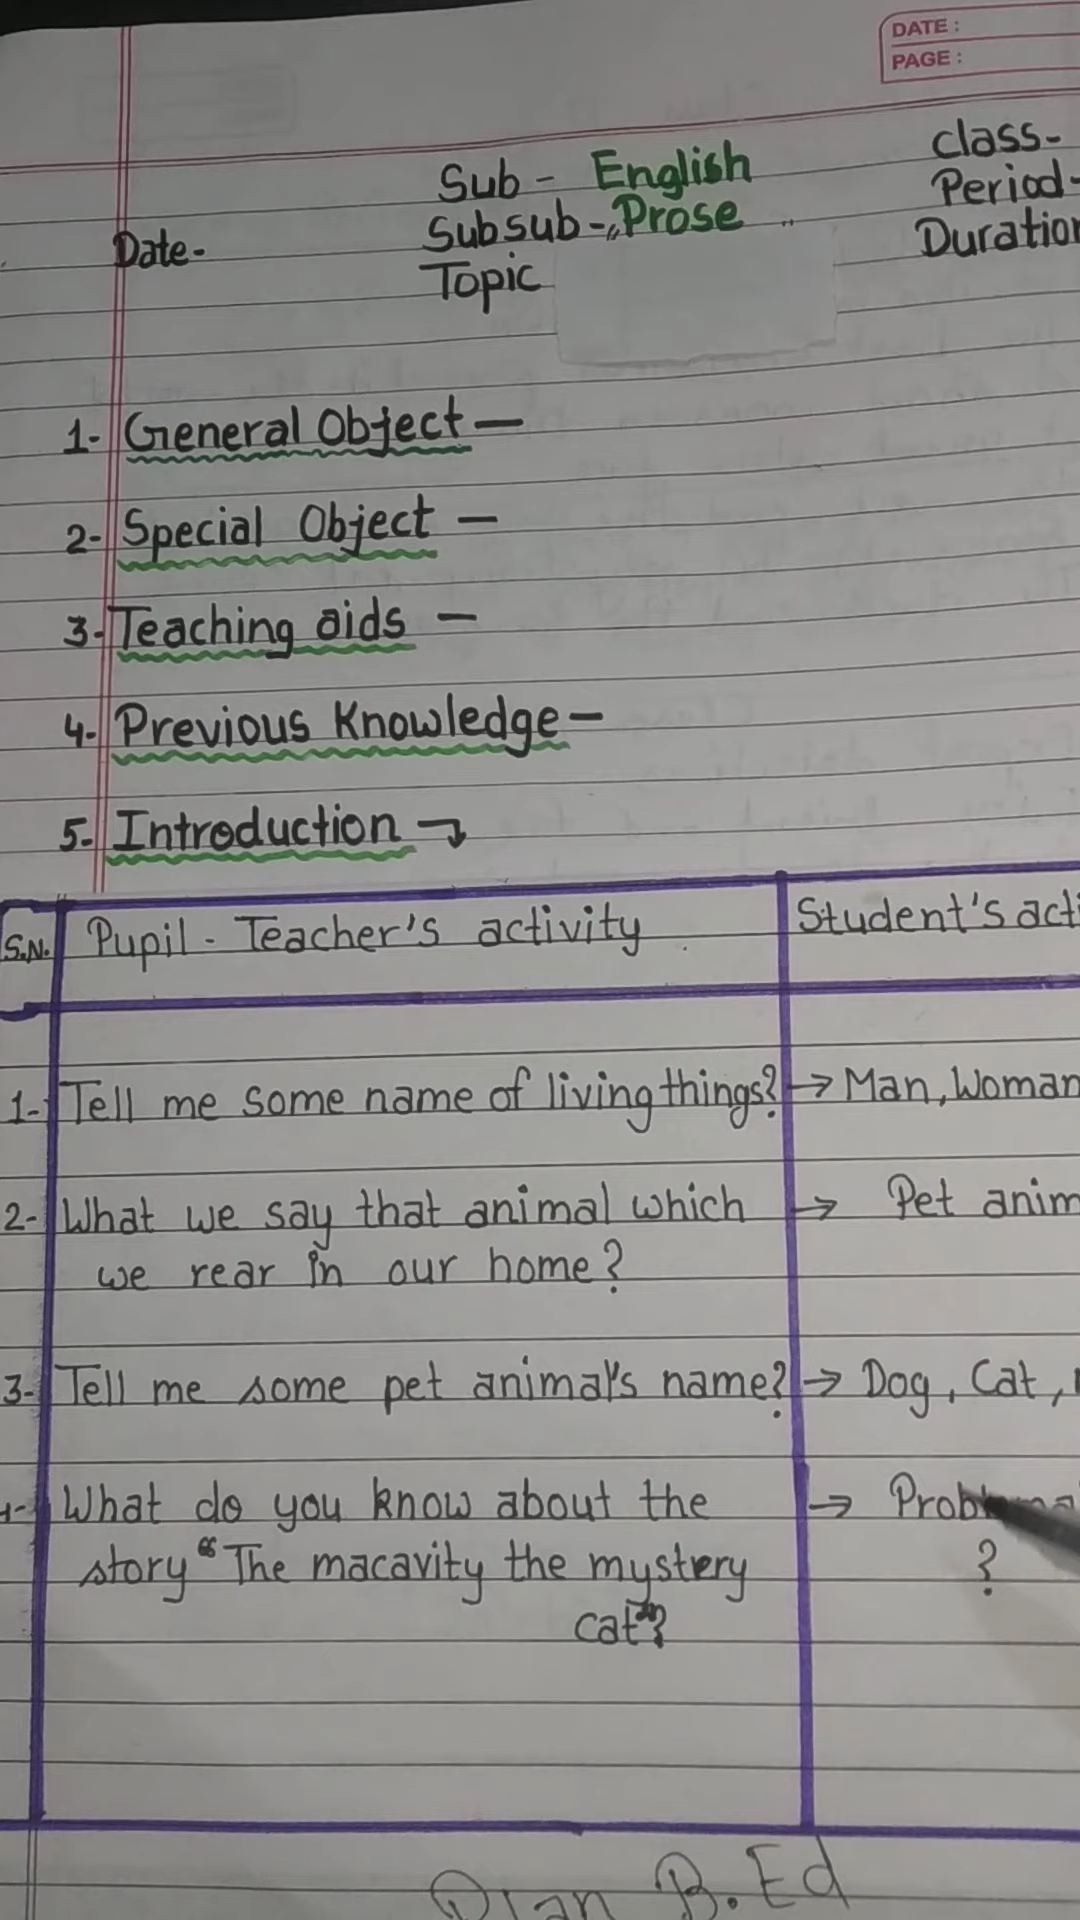 DATE :
PAGE :
Sub - English
class-
Subsub - „Prose „
Period-
Date-
Topic
Duration
1- General Object —
2- Special Object —
3- Teaching aids —
4- Previous Knowledge —
5- Introduction →
S.N. Pupil - Teacher's activity Student's acti
1- Tell me some name of living things? → Man, Woman
2- What we say that animal which → Pet anim
we rear in our home?
3- Tell me some pet animal's name? → Dog, Cat,
What do you know about the → Prob
story "The macavity the mystery ?
cat"?
B.Ed